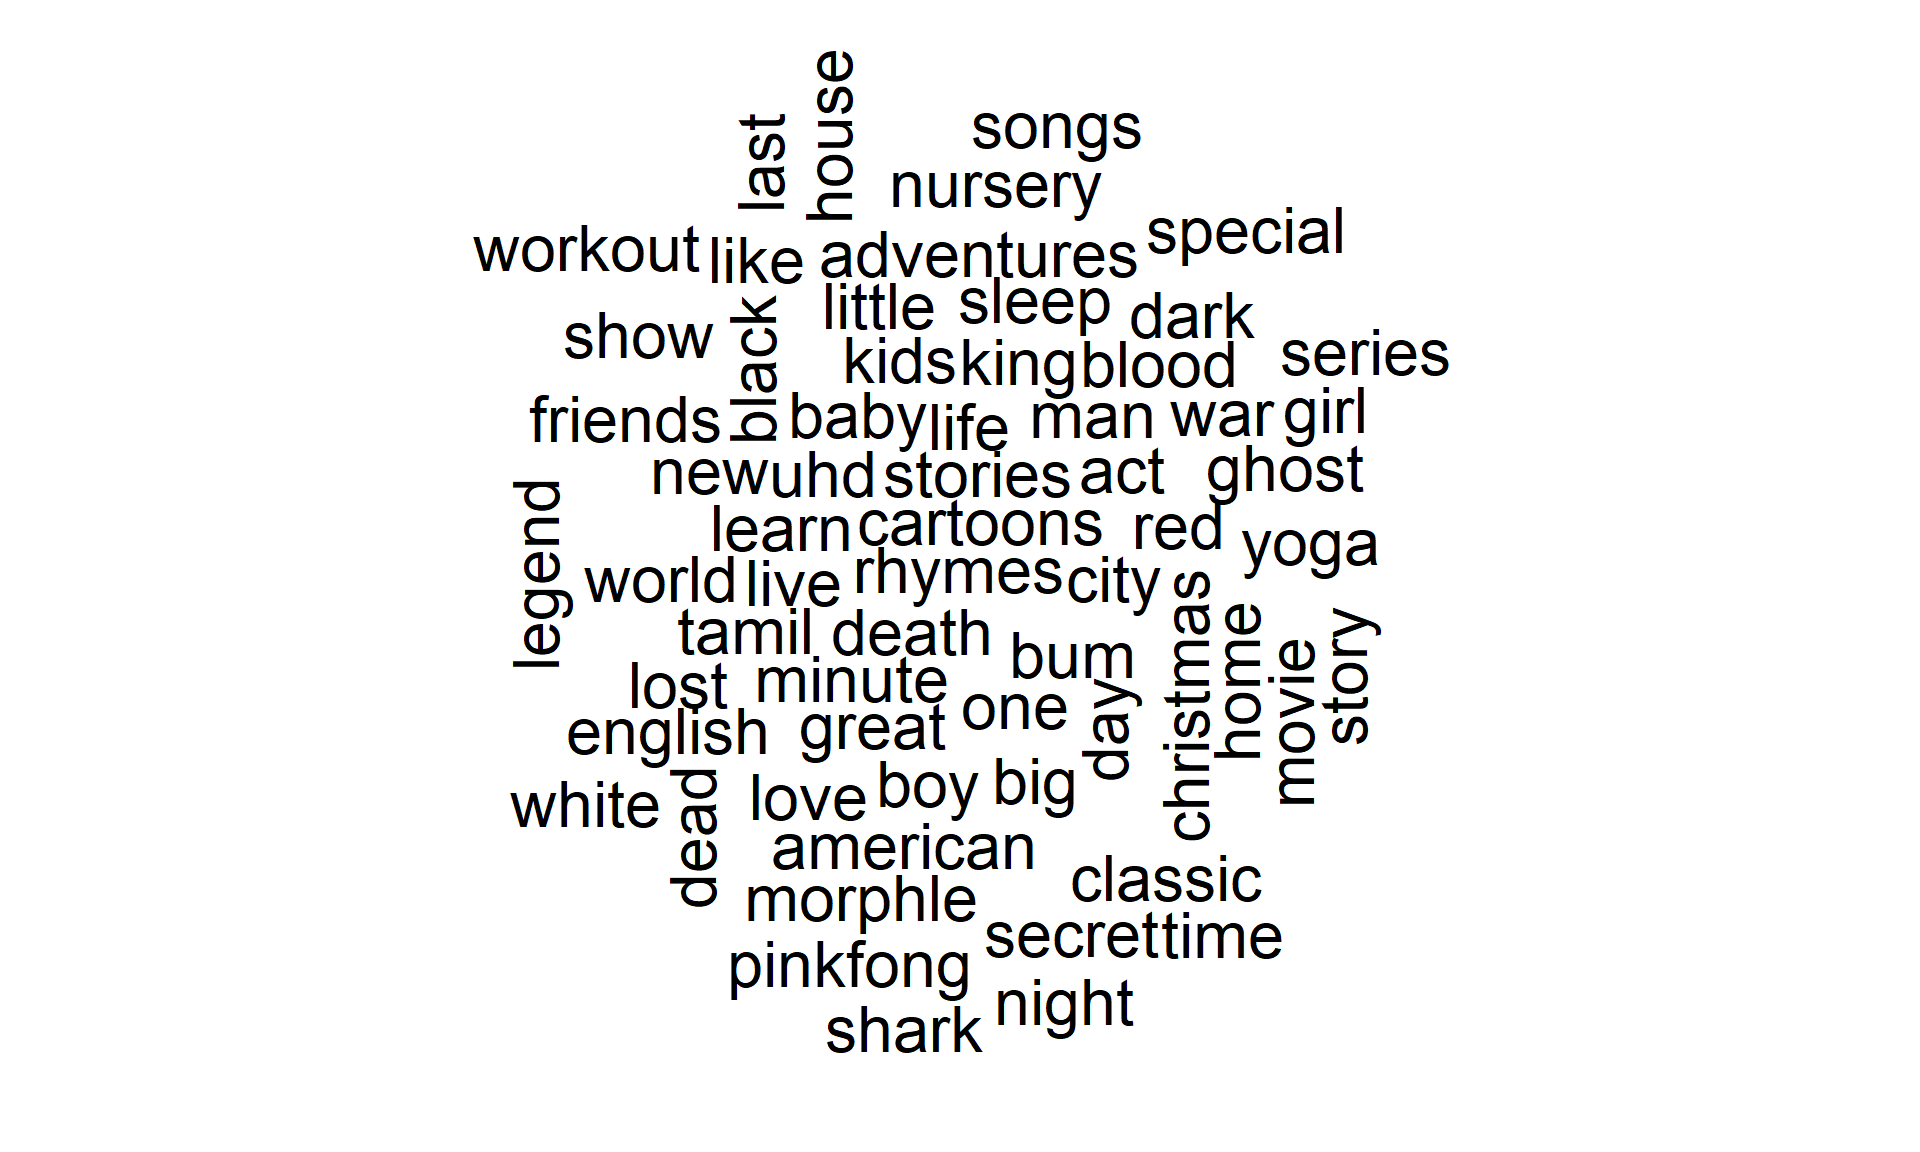 house
last
songs
nursery
workout like adventures special
little sleep dark
show black kids king blood series
friends baby life man war girl
new uhd stories act ghost
legend learn cartoons red yoga
world live rhymes city
tamil death bum christmas home story
lost minute one day movie
english great
white dead love boy big
american
morphle classic
secret time
pinkfong
night
shark